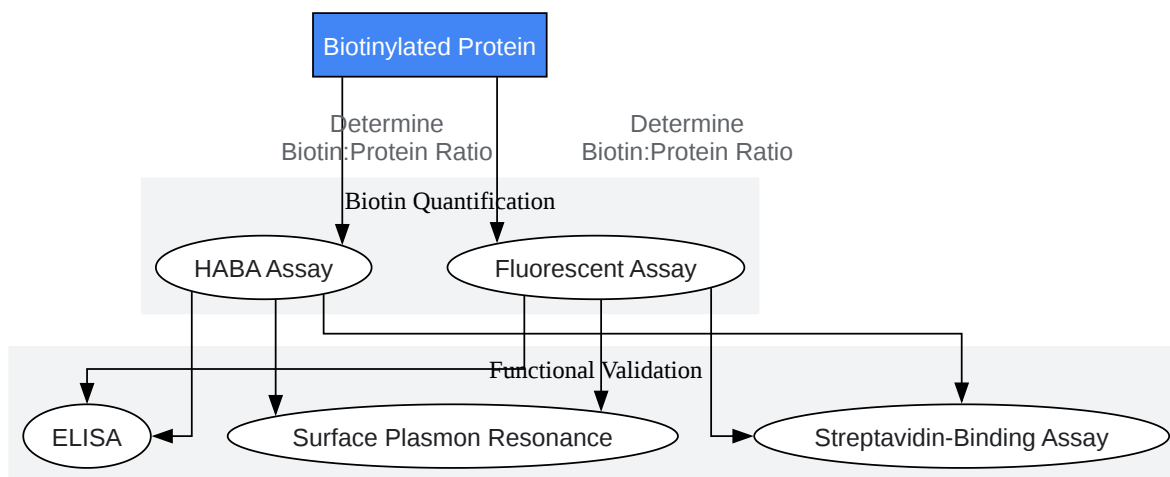 Biotinylated Protein
Determine
Biotin:Protein Ratio
Determine
Biotin:Protein Ratio
Biotin Quantification
HABA Assay
Fluorescent Assay
Functional Validation
ELISA
Surface Plasmon Resonance
Streptavidin-Binding Assay